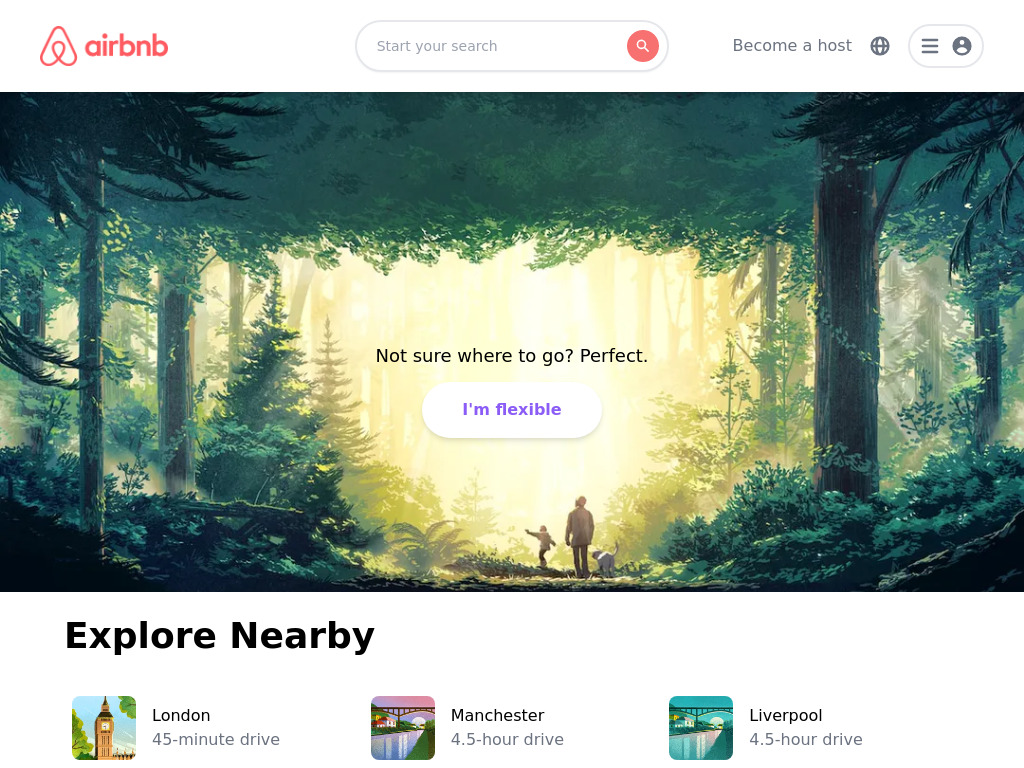 airbnb
Start your search
Become a host
Not sure where to go? Perfect.
I'm flexible
Explore Nearby
London
45-minute drive
Manchester
4.5-hour drive
Liverpool
4.5-hour drive